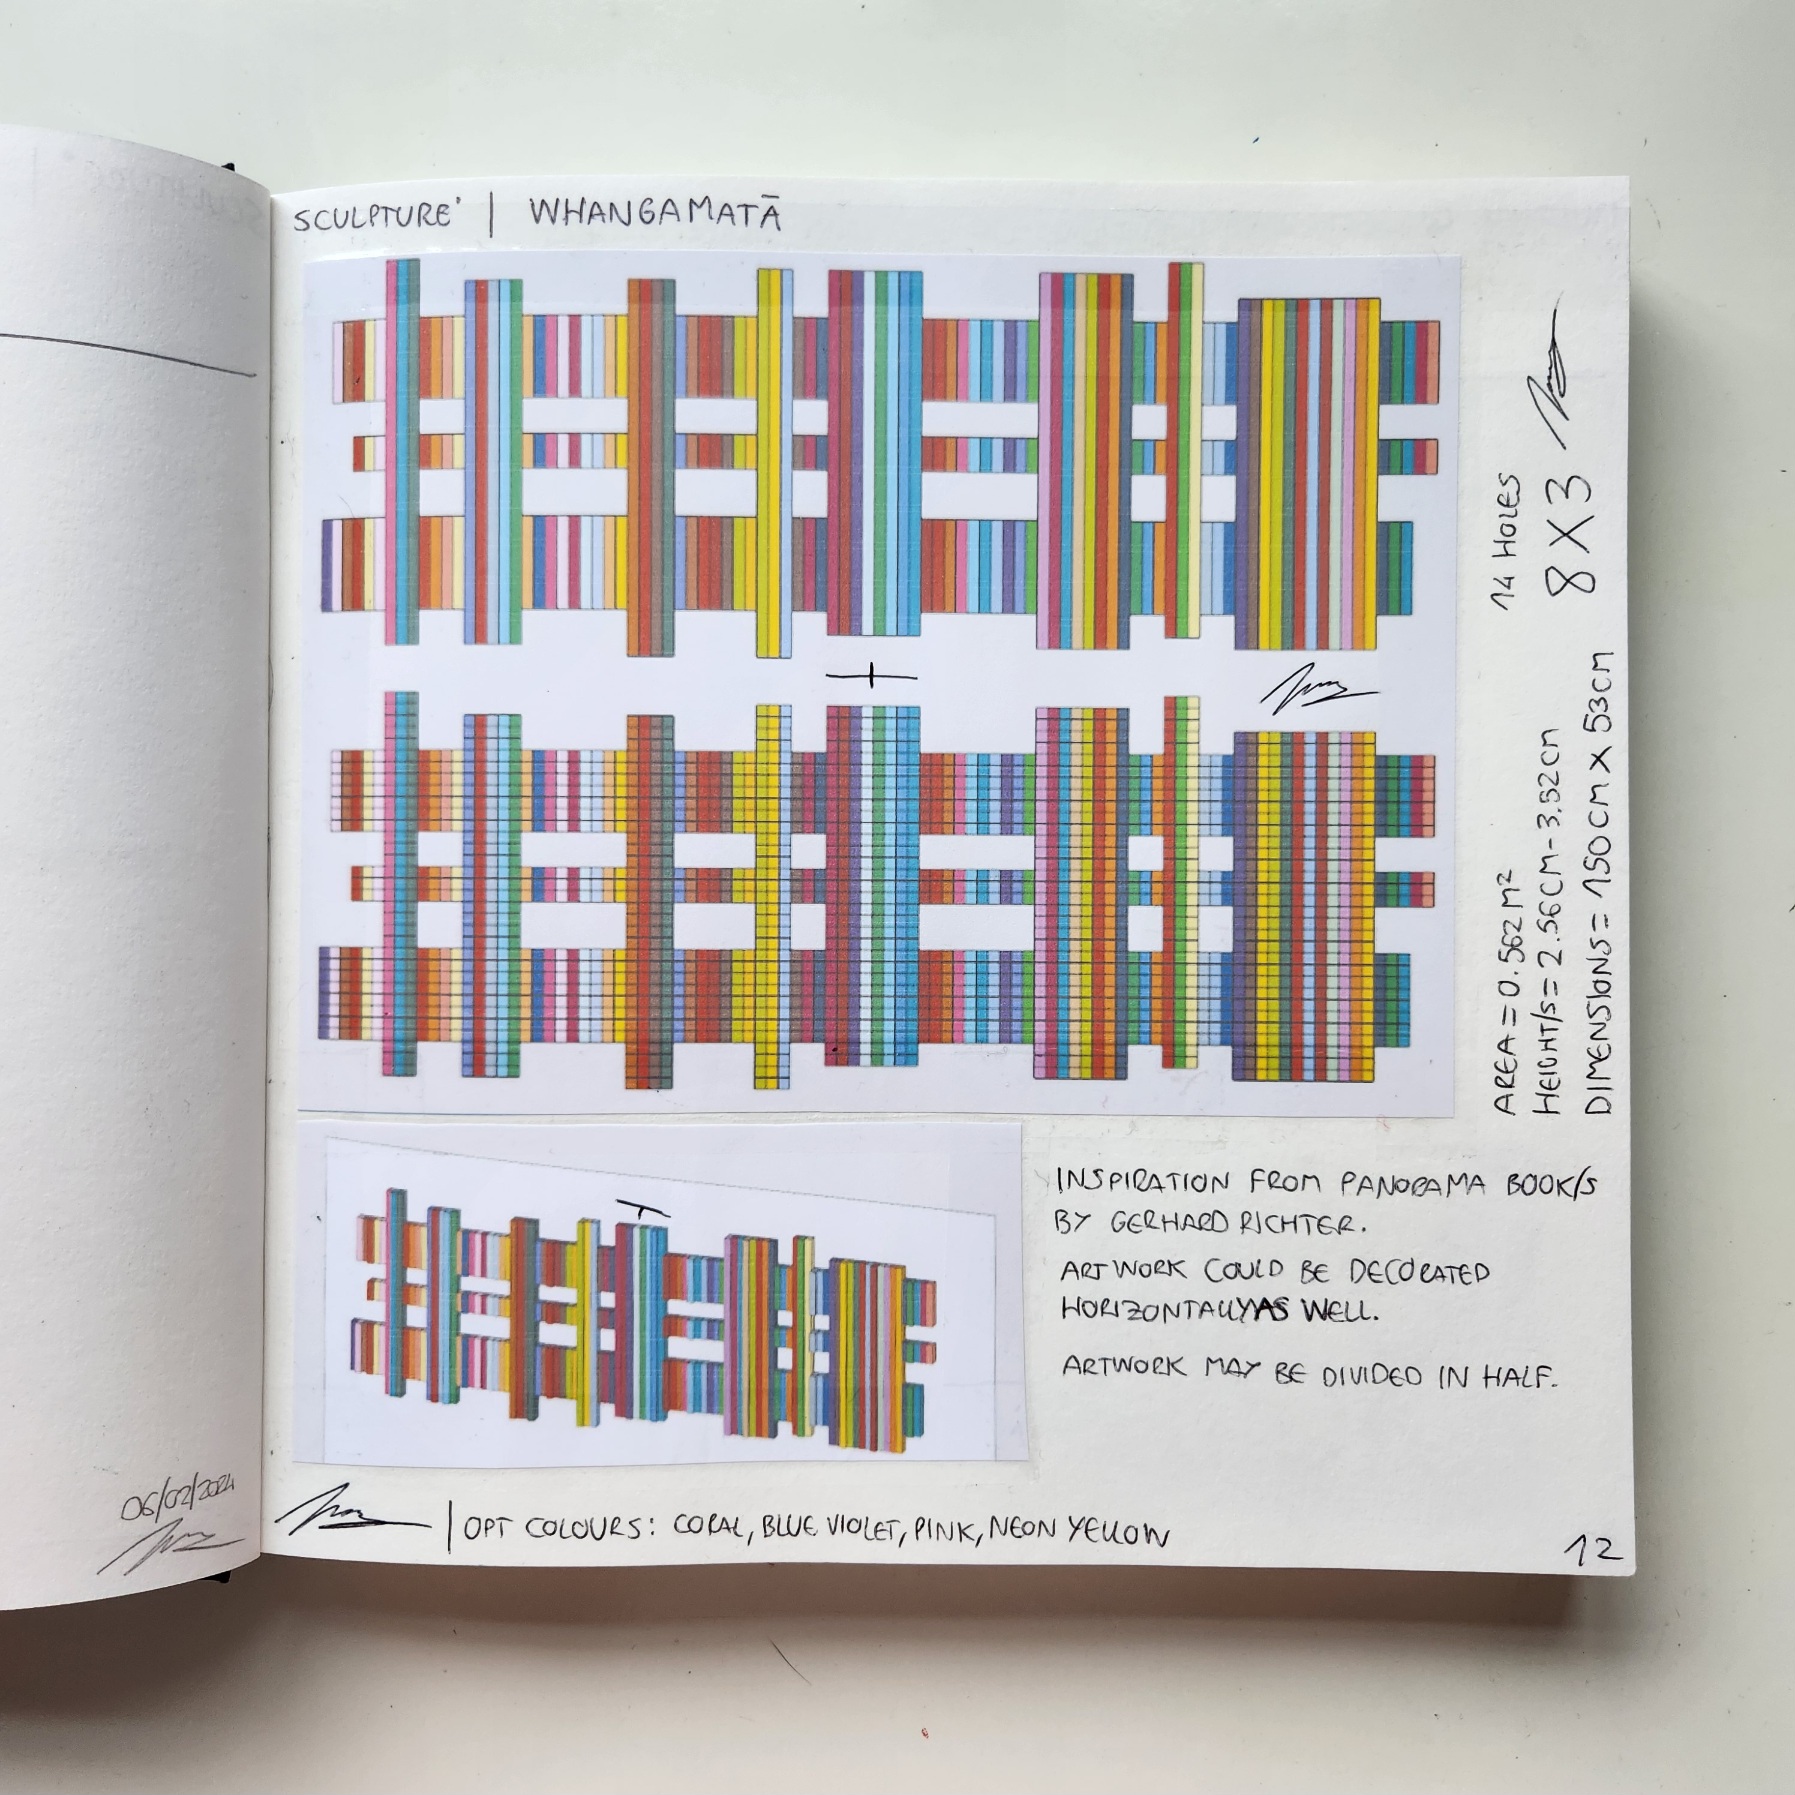 SCULPTURE' | WHANGAMATĀ
14 HOLES
8 X 3
AREA = 0.562 M²
HEIGHT/S = 2.56CM - 3.52CM
DIMENSIONS = 150CM X 53CM
INSPIRATION FROM PANORAMA BOOK/S
BY GERHARD RICHTER.
ARTWORK COULD BE DECORATED
HORIZONTALLY AS WELL.
ARTWORK MAY BE DIVIDED IN HALF.
| OPT COLOURS: CORAL, BLUE VIOLET, PINK, NEON YELLOW
12
06/02/2024